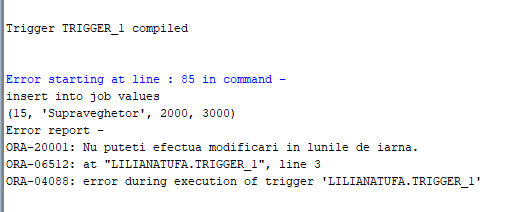 Trigger TRIGGER_1 compiled
Error starting at line : 85 in command -
insert into job values
(15, 'Supraveghetor', 2000, 3000)
Error report -
ORA-20001: Nu puteti efectua modificari in lunile de iarna.
ORA-06512: at "LILIANATUFA.TRIGGER_1", line 3
ORA-04088: error during execution of trigger 'LILIANATUFA.TRIGGER_1'